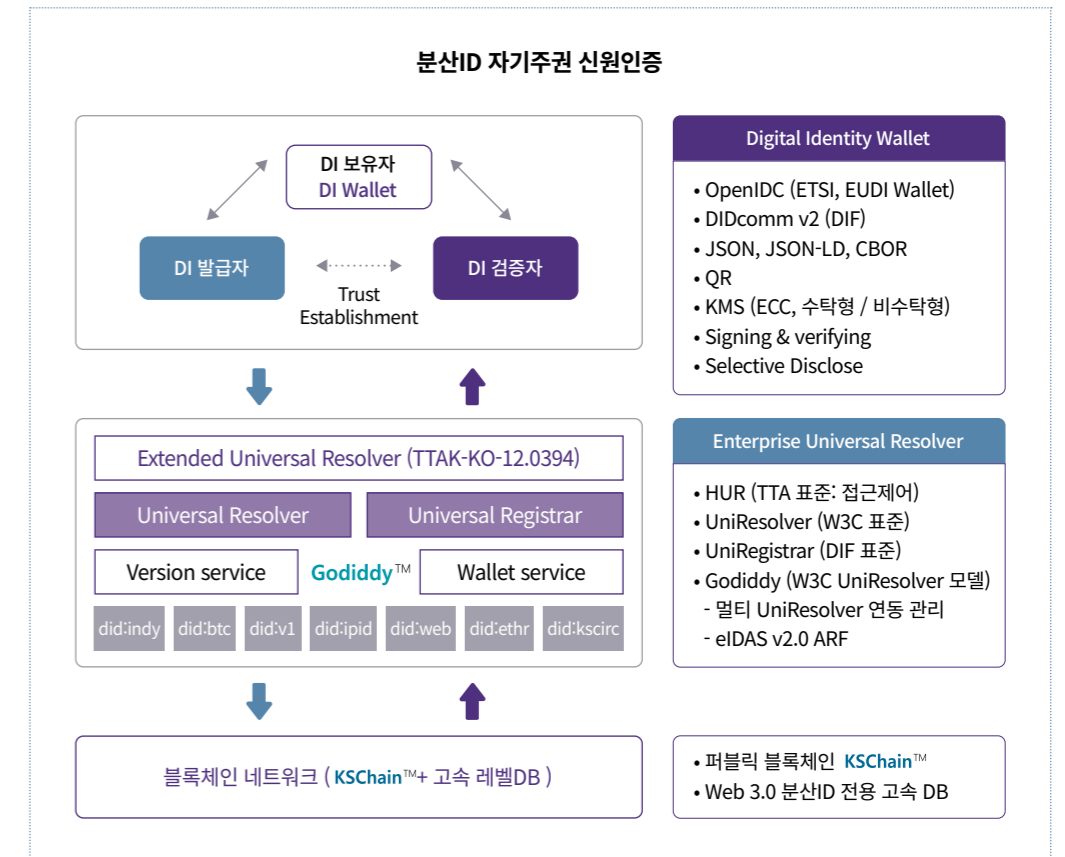 분산ID 자기주권 신원인증
DI 보유자
DI Wallet
DI 발급자
DI 검증자
Trust
Establishment
Digital Identity Wallet
• OpenIDC (ETSI, EUDI Wallet)
• DIDcomm v2 (DIF)
• JSON, JSON-LD, CBOR
• QR
• KMS (ECC, 수탁형 / 비수탁형)
• Signing & verifying
• Selective Disclose
Extended Universal Resolver (TTAK-KO-12.0394)
Universal Resolver
Universal Registrar
Version service
Godiddy™
Wallet service
did:indy
did:btc
did:v1
did:ipid
did:web
did:ethr
did:kscirc
Enterprise Universal Resolver
• HUR (TTA 표준: 접근제어)
• UniResolver (W3C 표준)
• UniRegistrar (DIF 표준)
• Godiddy (W3C UniResolver 모델)
- 멀티 UniResolver 연동 관리
- eIDAS v2.0 ARF
블록체인 네트워크 ( KSChain™+ 고속 레벨DB )
• 퍼블릭 블록체인 KSChain™
• Web 3.0 분산ID 전용 고속 DB